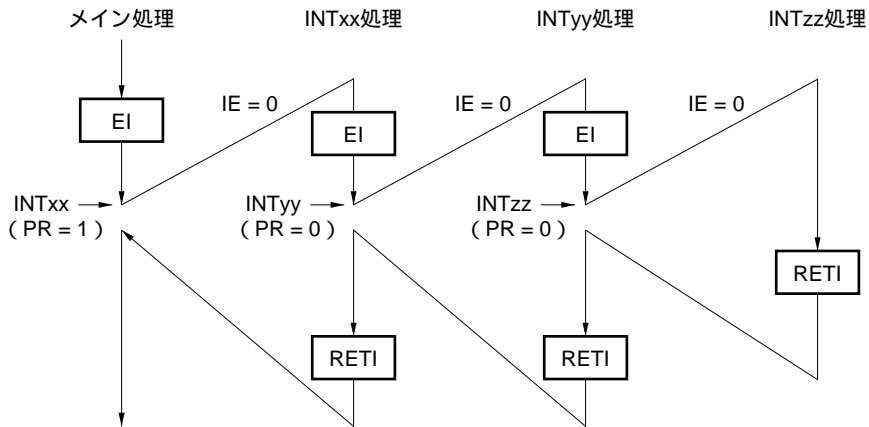 メイン処理
INTxx処理
INTyy処理
INTzz処理
IE = 0
IE = 0
IE = 0
EI
EI
EI
INTxx
(PR = 1)
INTyy
(PR = 0)
INTzz
(PR = 0)
RETI
RETI
RETI